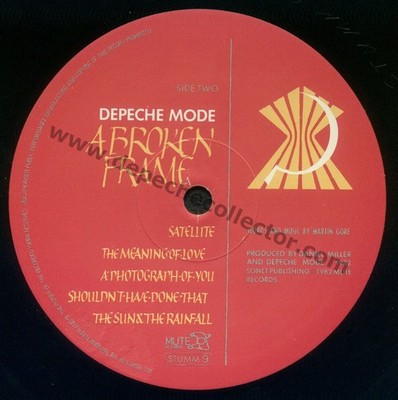 SIDE TWO
DEPECHE MODE
A BROKEN
FRAME
SATELLITE
THE MEANING OF LOVE
A PHOTOGRAPH OF YOU
SHOULDN'T HAVE DONE THAT
THE SUN & THE RAINFALL
MUTE
STUMM 9
WORDS AND MUSIC BY MARTIN GORE
PRODUCED BY DANIEL MILLER
AND DEPECHE MODE
SONET PUBLISHING 1982 MUTE
RECORDS
www.depechecollector.com